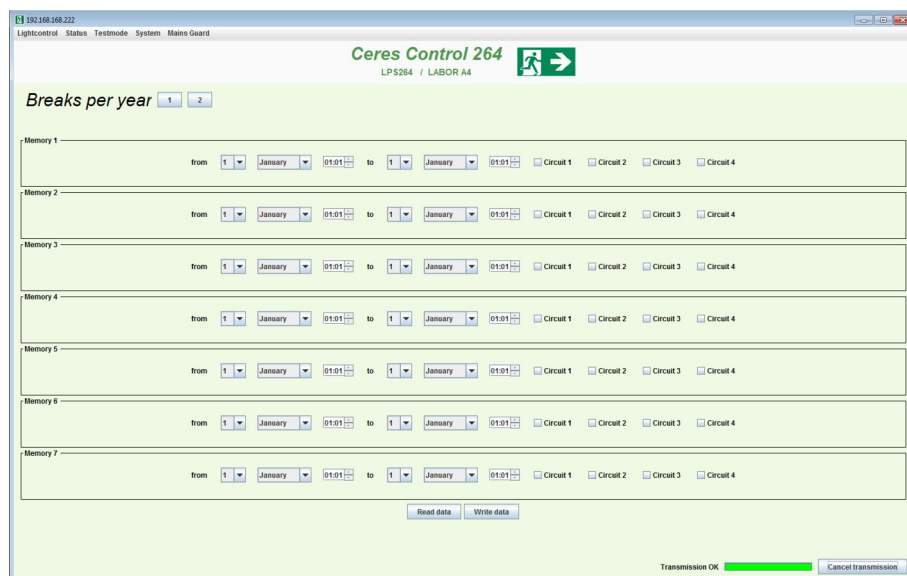 192.168.168.222
Lightcontrol Status Testmode System Mains Guard
Ceres Control 264
LPS264 / LABOR A4
Breaks per year 1 2
Memory 1
from 1 January 01:01 to 1 January 01:01 Circuit 1 Circuit 2 Circuit 3 Circuit 4
Memory 2
from 1 January 01:01 to 1 January 01:01 Circuit 1 Circuit 2 Circuit 3 Circuit 4
Memory 3
from 1 January 01:01 to 1 January 01:01 Circuit 1 Circuit 2 Circuit 3 Circuit 4
Memory 4
from 1 January 01:01 to 1 January 01:01 Circuit 1 Circuit 2 Circuit 3 Circuit 4
Memory 5
from 1 January 01:01 to 1 January 01:01 Circuit 1 Circuit 2 Circuit 3 Circuit 4
Memory 6
from 1 January 01:01 to 1 January 01:01 Circuit 1 Circuit 2 Circuit 3 Circuit 4
Memory 7
from 1 January 01:01 to 1 January 01:01 Circuit 1 Circuit 2 Circuit 3 Circuit 4
Read data Write data
Transmission OK Cancel transmission